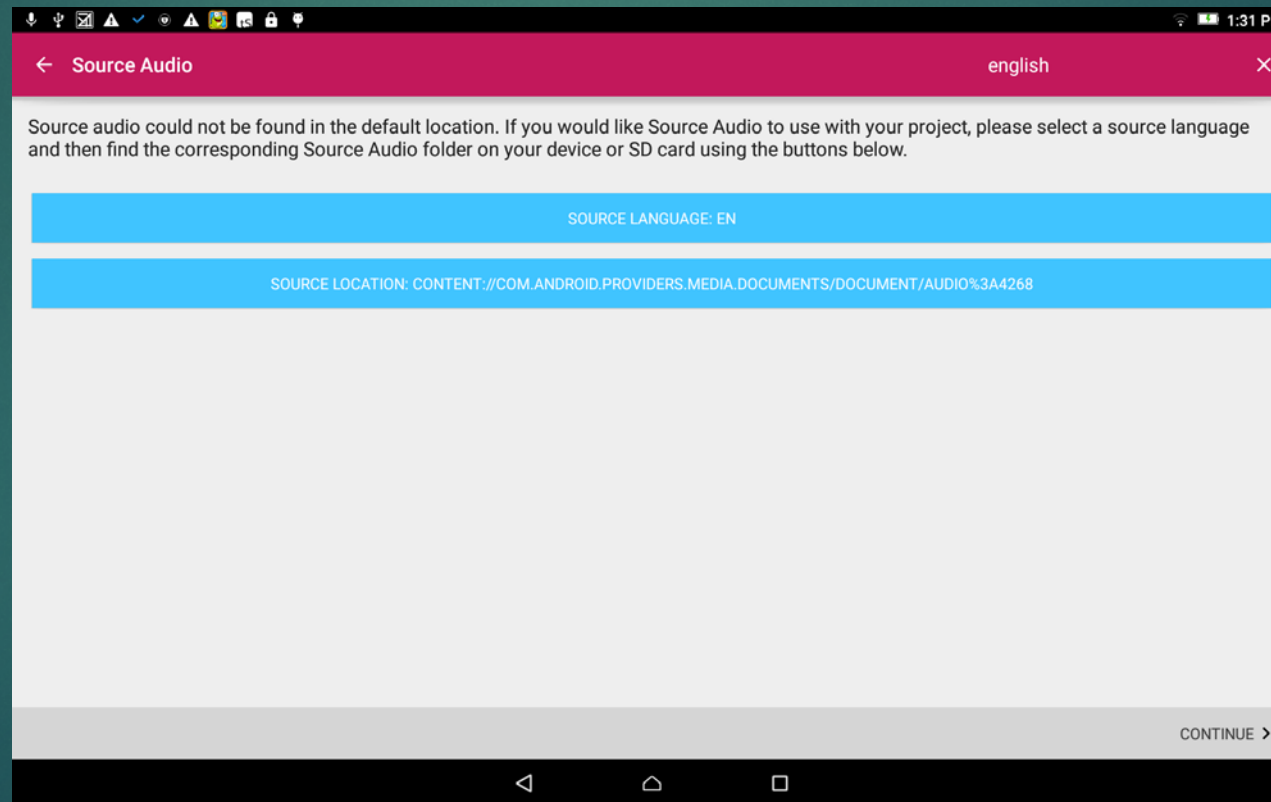 1:31 P
Source Audio
english
Source audio could not be found in the default location. If you would like Source Audio to use with your project, please select a source language
and then find the corresponding Source Audio folder on your device or SD card using the buttons below.
SOURCE LANGUAGE: EN
SOURCE LOCATION: CONTENT://COM.ANDROID.PROVIDERS.MEDIA.DOCUMENTS/DOCUMENT/AUDIO%3A4268
CONTINUE